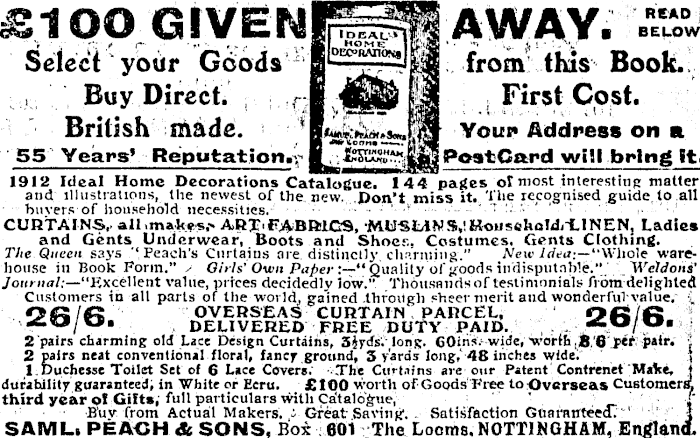 £100 GIVEN AWAY. READ BELOW
Select your Goods from this Book.
Buy Direct. First Cost.
British made. Your Address on a
55 Years' Reputation. PostCard will bring it
IDEAL
HOME
DECORATIONS
SAML. PEACH & SONS
NOTTINGHAM
ENGLAND
1912 Ideal Home Decorations Catalogue. 144 pages of most interesting matter
and illustrations, the newest of the new. Don't miss it. The recognised guide to all
buyers of household necessities.
CURTAINS, all makes, ART FABRICS, MUSLINS, Household LINEN, Ladies
and Gents Underwear, Boots and Shoes, Costumes, Gents Clothing.
The Queen says "Peach's Curtains are distinctly charming." New Idea:—"Whole ware-
house in Book Form." Girls' Own Paper:—"Quality of goods indisputable." Weldons'
Journal:—"Excellent value, prices decidedly low." Thousands of testimonials from delighted
Customers in all parts of the world, gained through sheer merit and wonderful value.
26/6. OVERSEAS CURTAIN PARCEL, 26/6.
DELIVERED FREE DUTY PAID.
2 pairs charming old Lace Design Curtains, 3½yds. long. 60ins. wide, worth 8/6 per pair.
2 pairs neat conventional floral, fancy ground, 3 yards long, 48 inches wide.
1 Duchesse Toilet Set of 6 Lace Covers. The Curtains are our Patent Contrenet Make,
durability guaranteed, in White or Ecru. £100 worth of Goods Free to Overseas Customers,
third year of Gifts, full particulars with Catalogue,
Buy from Actual Makers, Great Saving. Satisfaction Guaranteed.
SAML. PEACH & SONS, Box 601 The Looms, NOTTINGHAM, England.